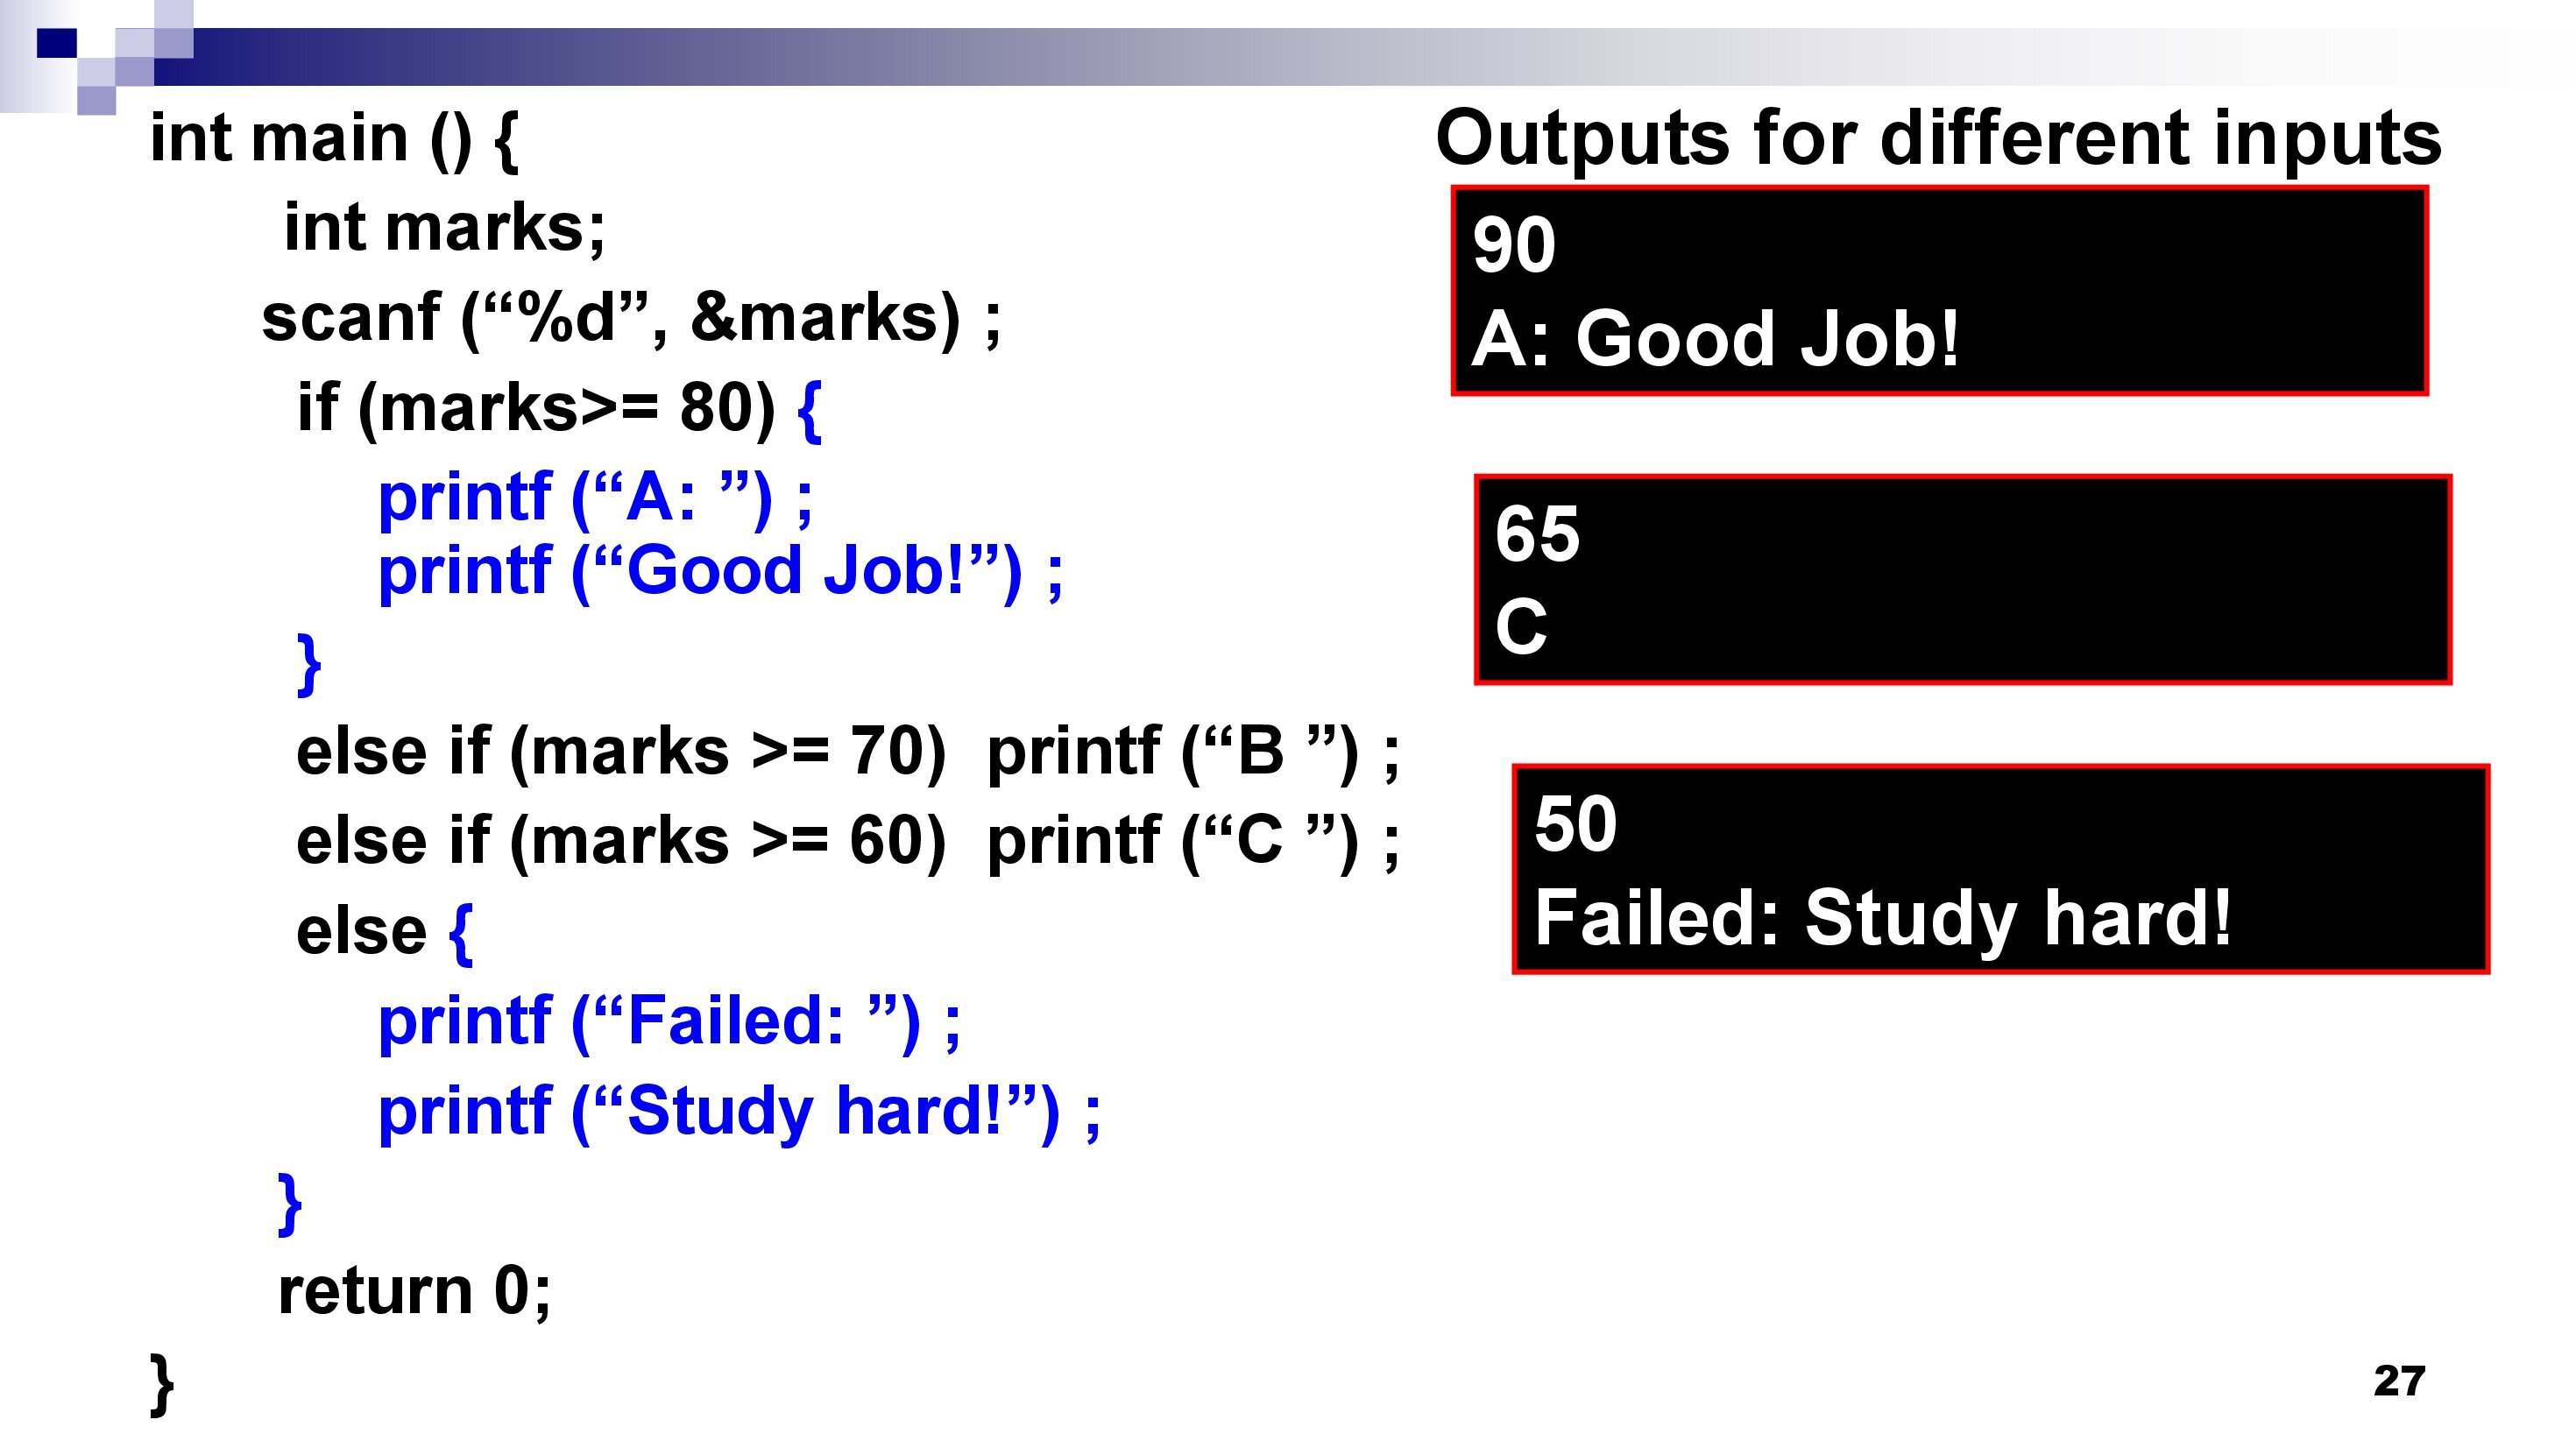 int main () {
int marks;
scanf (“%d”, &marks) ;
if (marks>= 80) {
printf (“A: ”) ;
printf (“Good Job!”) ;
}
else if (marks >= 70)  printf (“B ”) ;
else if (marks >= 60)  printf (“C ”) ;
else {
printf (“Failed: ”) ;
printf (“Study hard!”) ;
}
return 0;
}
Outputs for different inputs
90
A: Good Job!
65
C
50
Failed: Study hard!
27